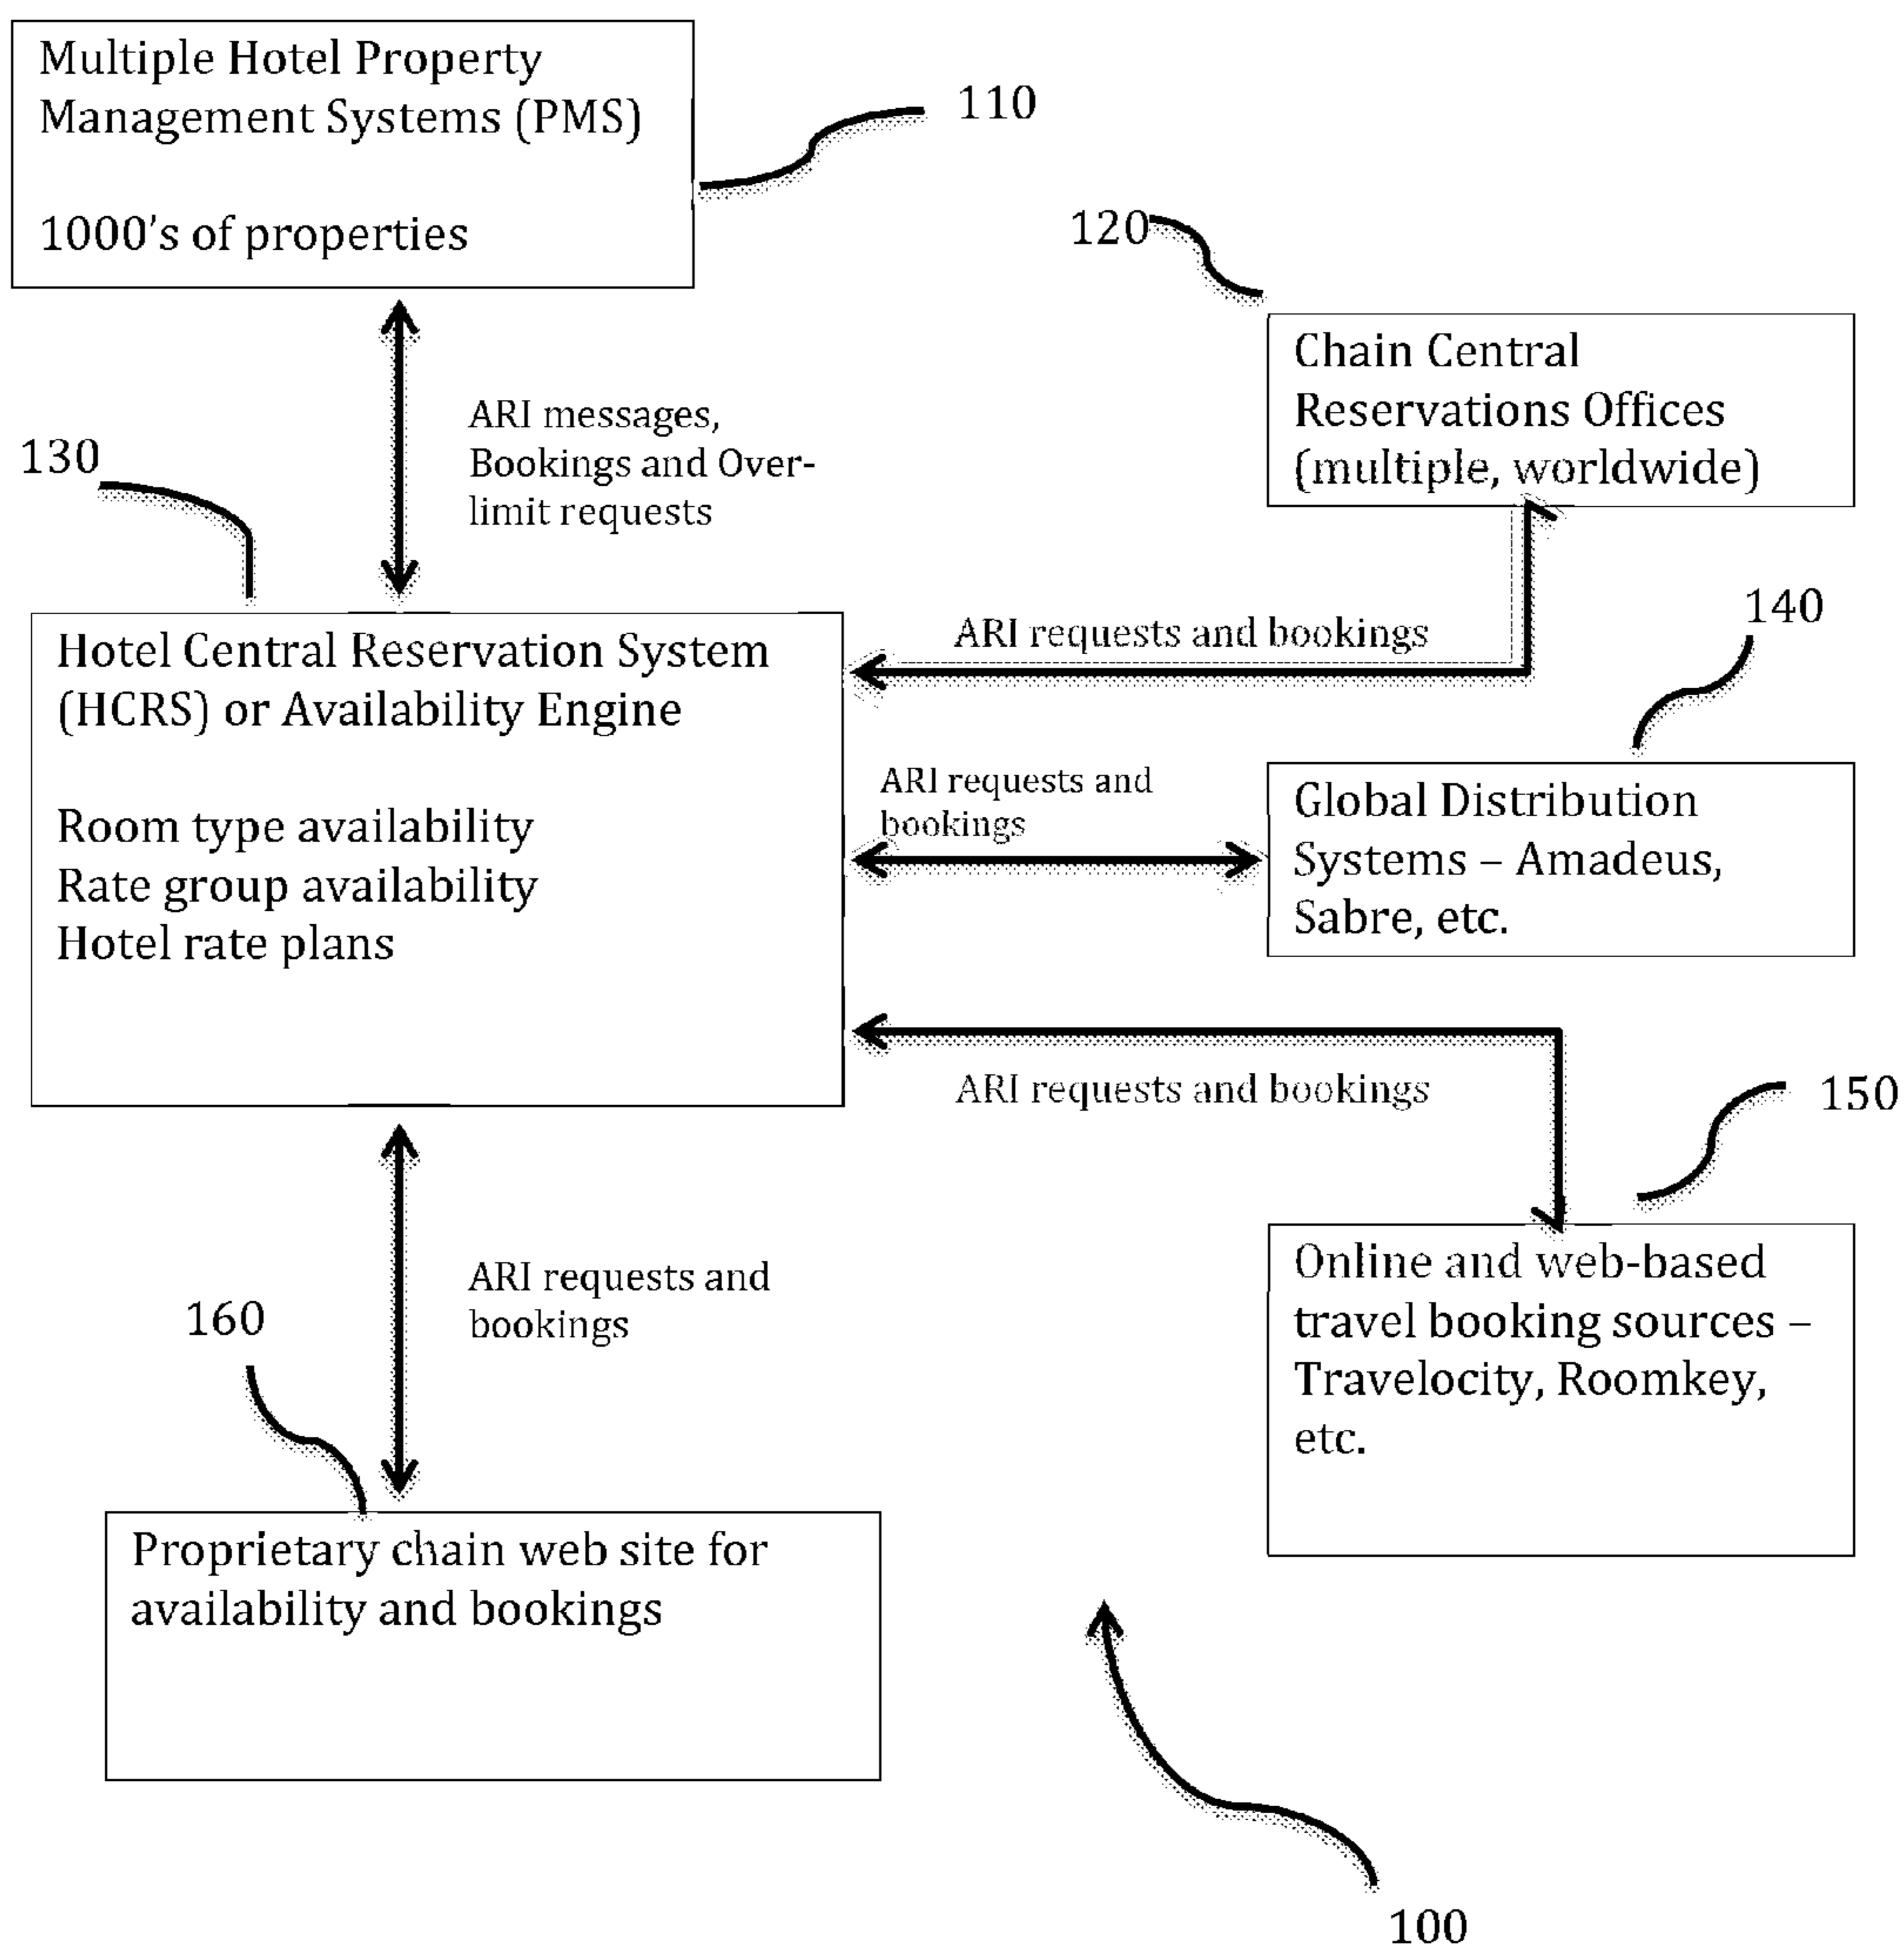 Multiple Hotel Property
Management Systems (PMS)
1000's of properties
110
120
Chain Central
Reservations Offices
(multiple, worldwide)
ARI messages,
Bookings and Over-
limit requests
130
Hotel Central Reservation System
(HCRS) or Availability Engine
Room type availability
Rate group availability
Hotel rate plans
ARI requests and bookings
140
ARI requests and
bookings
Global Distribution
Systems – Amadeus,
Sabre, etc.
ARI requests and bookings
150
Online and web-based
travel booking sources –
Travelocity, Roomkey,
etc.
ARI requests and
bookings
160
Proprietary chain web site for
availability and bookings
100